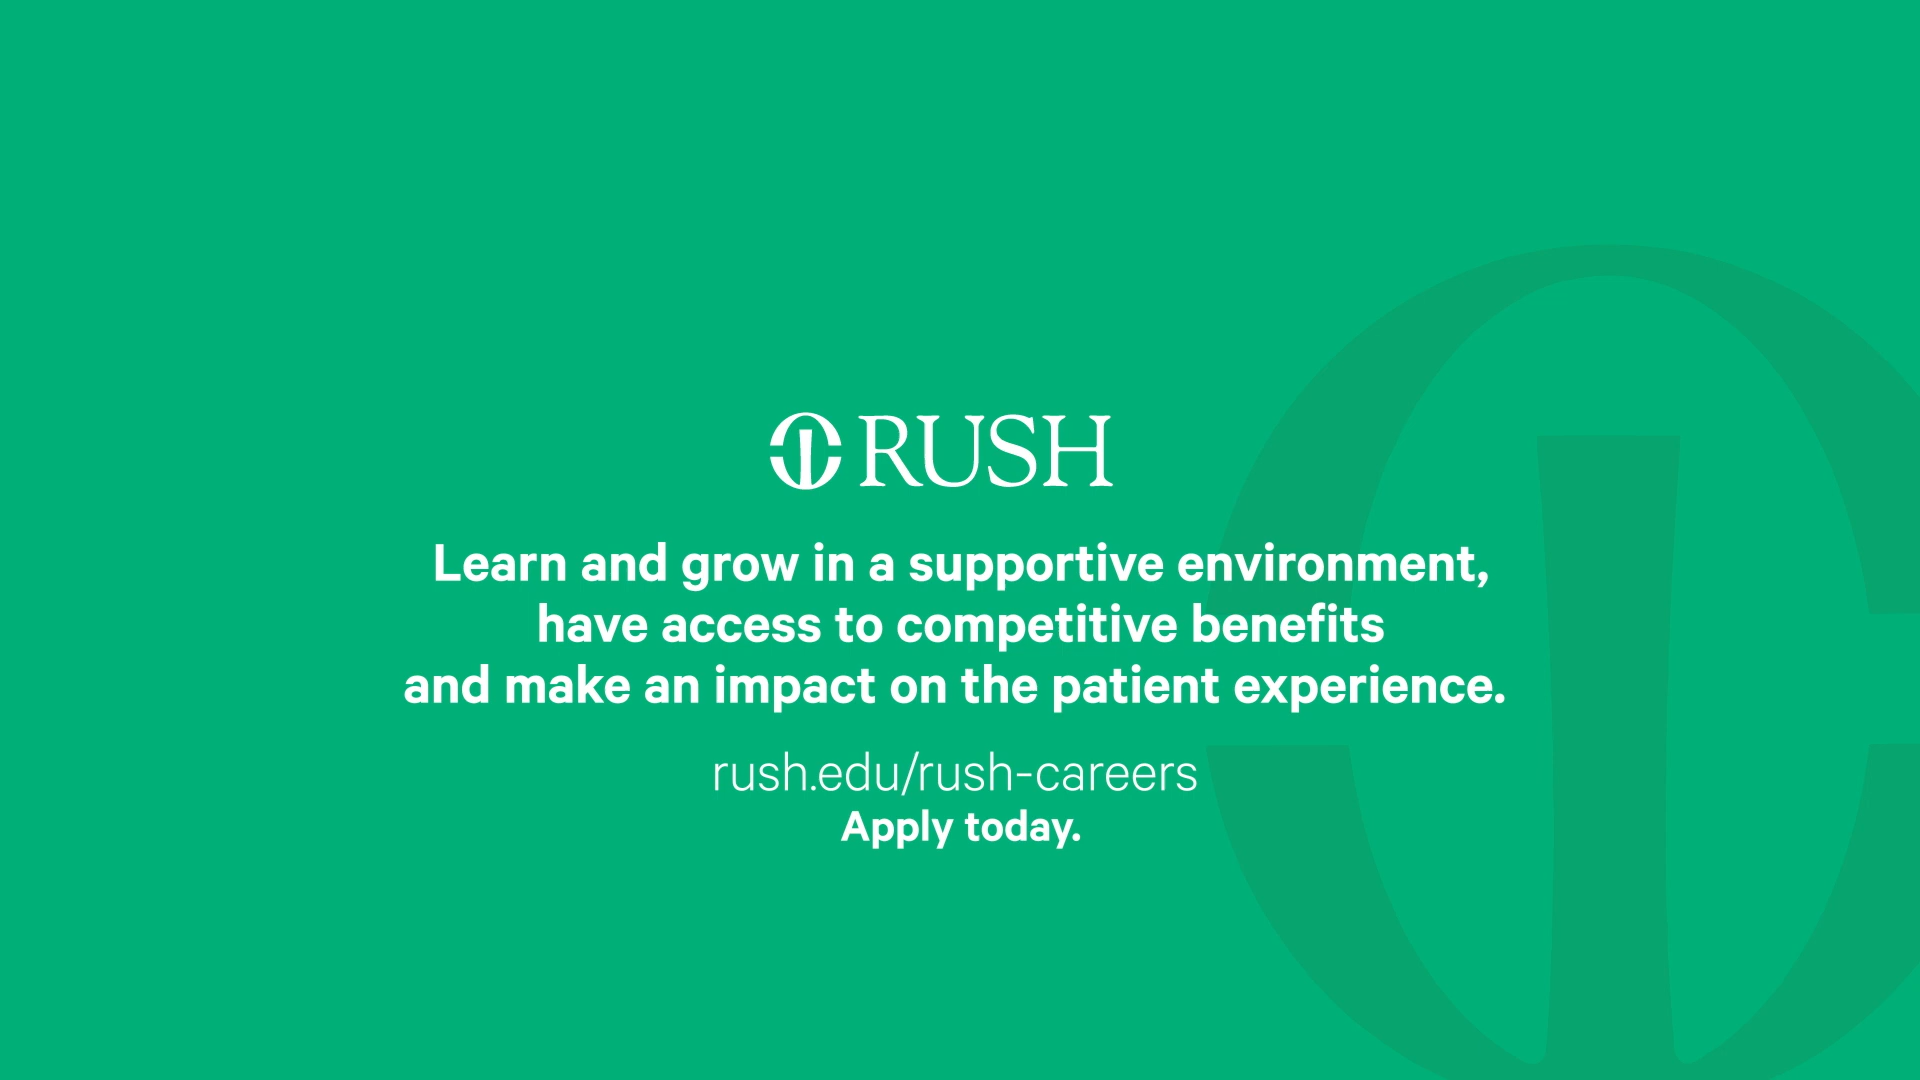 RUSH
Learn and grow in a supportive environment,
have access to competitive benefits
and make an impact on the patient experience.
rush.edu/rush-careers
Apply today.